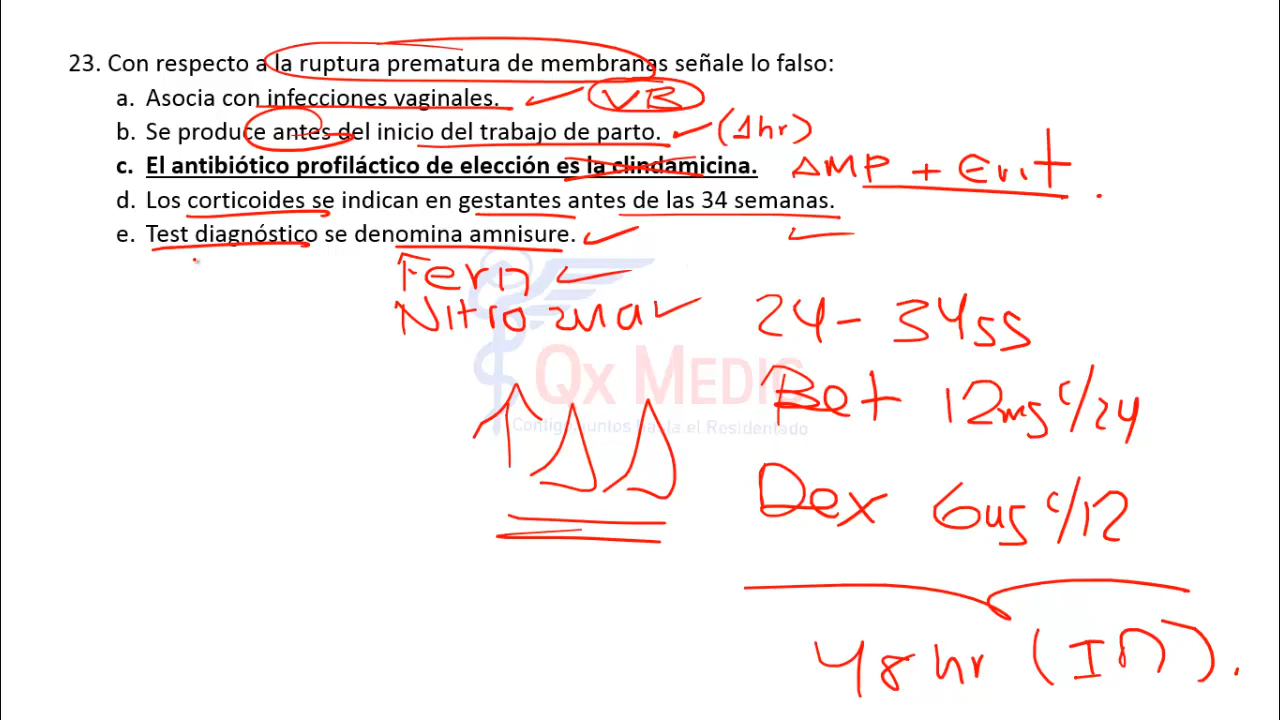 23. Con respecto a la ruptura prematura de membranas señale lo falso:
a. Asocia con infecciones vaginales. VB
b. Se produce antes del inicio del trabajo de parto. (1hr)
c. El antibiótico profiláctico de elección es la clindamicina. AMP + Erit.
d. Los corticoides se indican en gestantes antes de las 34 semanas.
e. Test diagnóstico se denomina amnisure.
Fern
Nitrozina
24-34ss
Qx MEDIC
Bet 12mg c/24
Contigo Juntos hacia el Residentado
Dex 6mg c/12
48 hr (IM).